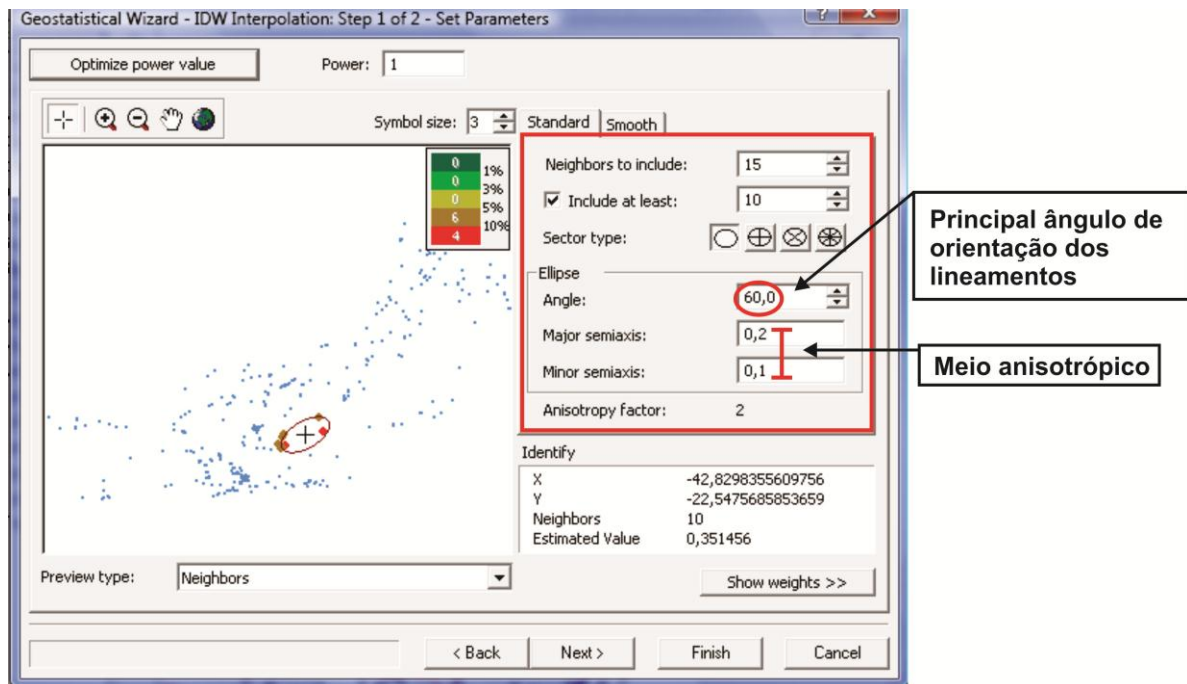 Geostatistical Wizard - IDW Interpolation: Step 1 of 2 - Set Parameters
? x
Optimize power value
Power: 1
Symbol size: 3
Standard
Smooth
0
0
0
6
4
1%
3%
5%
10%
Neighbors to include: 15
Include at least: 10
Sector type:
Ellipse
Angle: 60,0
Major semiaxis: 0,2
Minor semiaxis: 0,1
Anisotropy factor: 2
Principal ângulo de
orientação dos
lineamentos
Meio anisotrópico
Identify
X -42,8298355609756
Y -22,5475685853659
Neighbors 10
Estimated Value 0,351456
Preview type: Neighbors
Show weights >>
< Back
Next >
Finish
Cancel